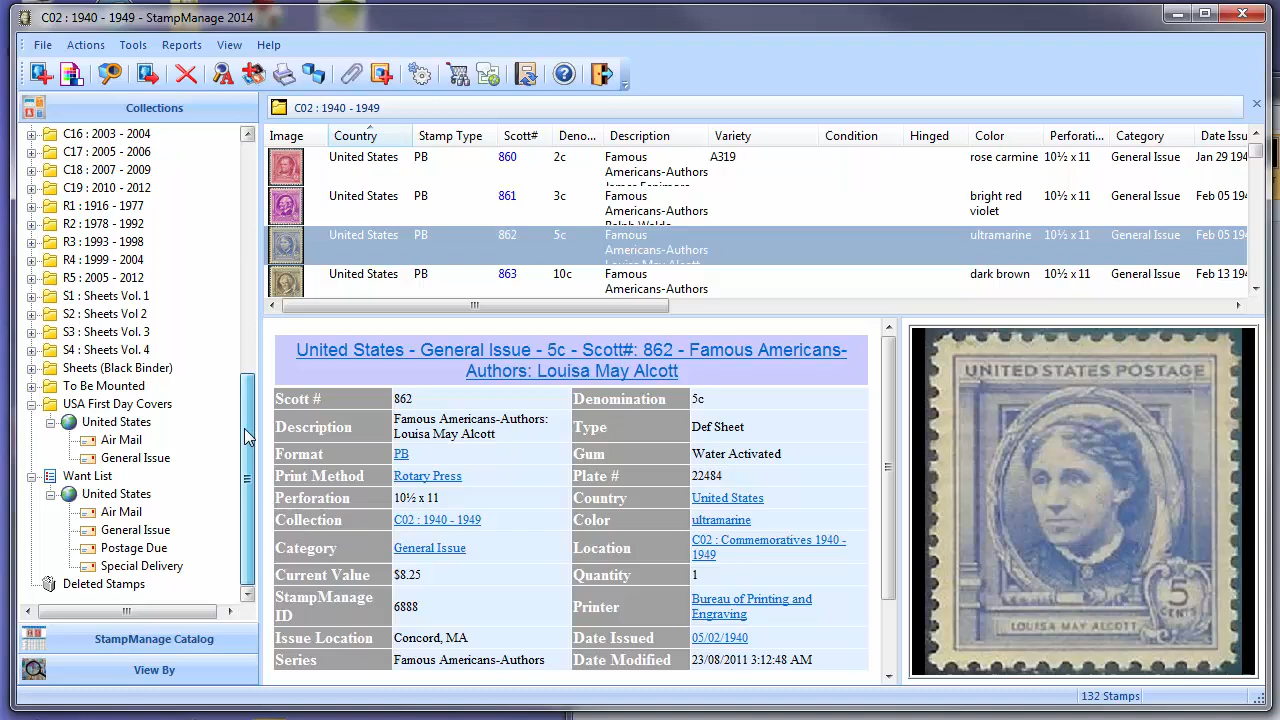 C02 : 1940 - 1949 - StampManage 2014
File Actions Tools Reports View Help
Collections
C16 : 2003 - 2004
C17 : 2005 - 2006
C18 : 2007 - 2009
C19 : 2010 - 2012
R1 : 1916 - 1977
R2 : 1978 - 1992
R3 : 1993 - 1998
R4 : 1999 - 2004
R5 : 2005 - 2012
S1 : Sheets Vol. 1
S2 : Sheets Vol 2
S3 : Sheets Vol. 3
S4 : Sheets Vol. 4
Sheets (Black Binder)
To Be Mounted
USA First Day Covers
United States
Air Mail
General Issue
Want List
United States
Air Mail
General Issue
Postage Due
Special Delivery
Deleted Stamps
StampManage Catalog
View By
C02 : 1940 - 1949
Image Country Stamp Type Scott# Deno... Description Variety Condition Hinged Color Perforati... Category Date Issu
United States PB 860 2c Famous A319 rose carmine 10½ x 11 General Issue Jan 29 194
Americans-Authors
United States PB 861 3c Famous bright red 10½ x 11 General Issue Feb 05 194
Americans-Authors violet
United States PB 862 5c Famous ultramarine 10½ x 11 General Issue Feb 05 194
Americans-Authors
Louisa May Alcott
United States PB 863 10c Famous dark brown 10½ x 11 General Issue Feb 13 194
Americans-Authors
United States - General Issue - 5c - Scott#: 862 - Famous Americans-
Authors: Louisa May Alcott
Scott # 862 Denomination 5c
Description Famous Americans-Authors:
Louisa May Alcott Type Def Sheet
Format PB Gum Water Activated
Print Method Rotary Press Plate # 22484
Perforation 10½ x 11 Country United States
Collection C02 : 1940 - 1949 Color ultramarine
Category General Issue Location C02 : Commemoratives 1940 -
1949
Current Value $8.25 Quantity 1
StampManage
ID 6888 Printer Bureau of Printing and
Engraving
Issue Location Concord, MA Date Issued 05/02/1940
Series Famous Americans-Authors Date Modified 23/08/2011 3:12:48 AM
UNITED STATES POSTAGE
5
CENTS
LOUISA MAY ALCOTT
132 Stamps